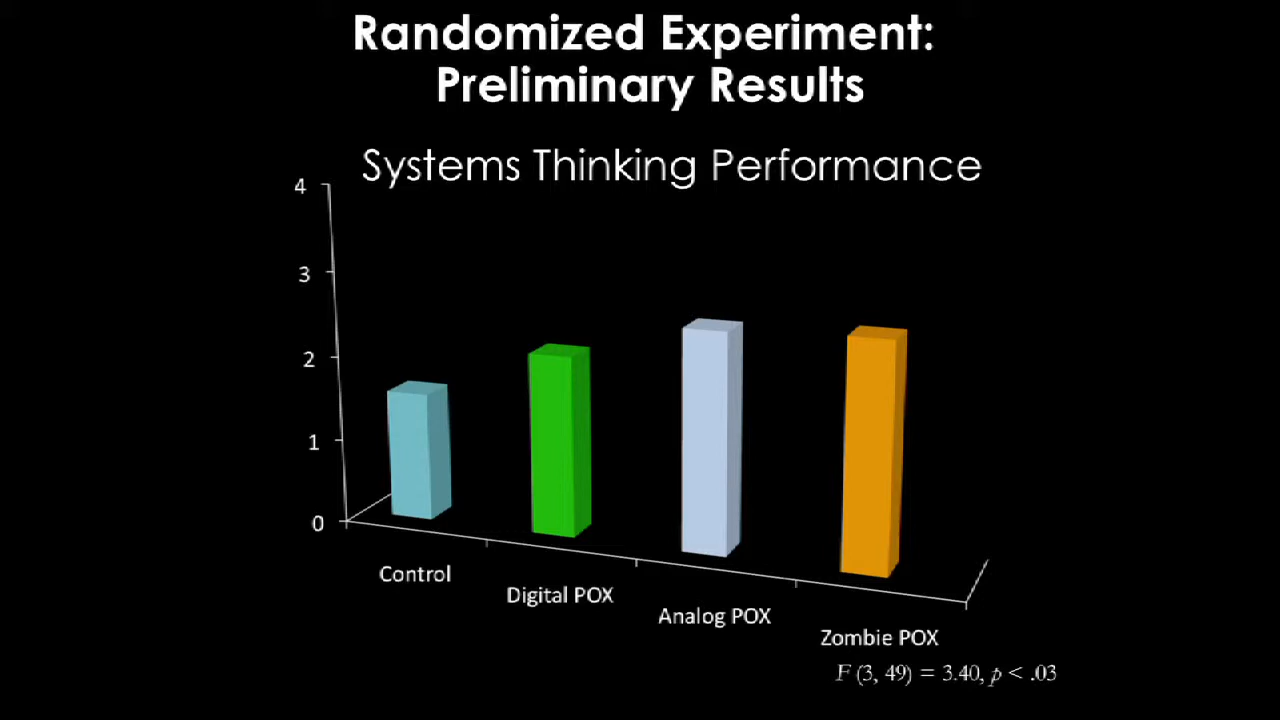 Randomized Experiment:
Preliminary Results
Systems Thinking Performance
4
3
2
1
0
Control
Digital POX
Analog POX
Zombie POX
F (3, 49) = 3.40, p < .03